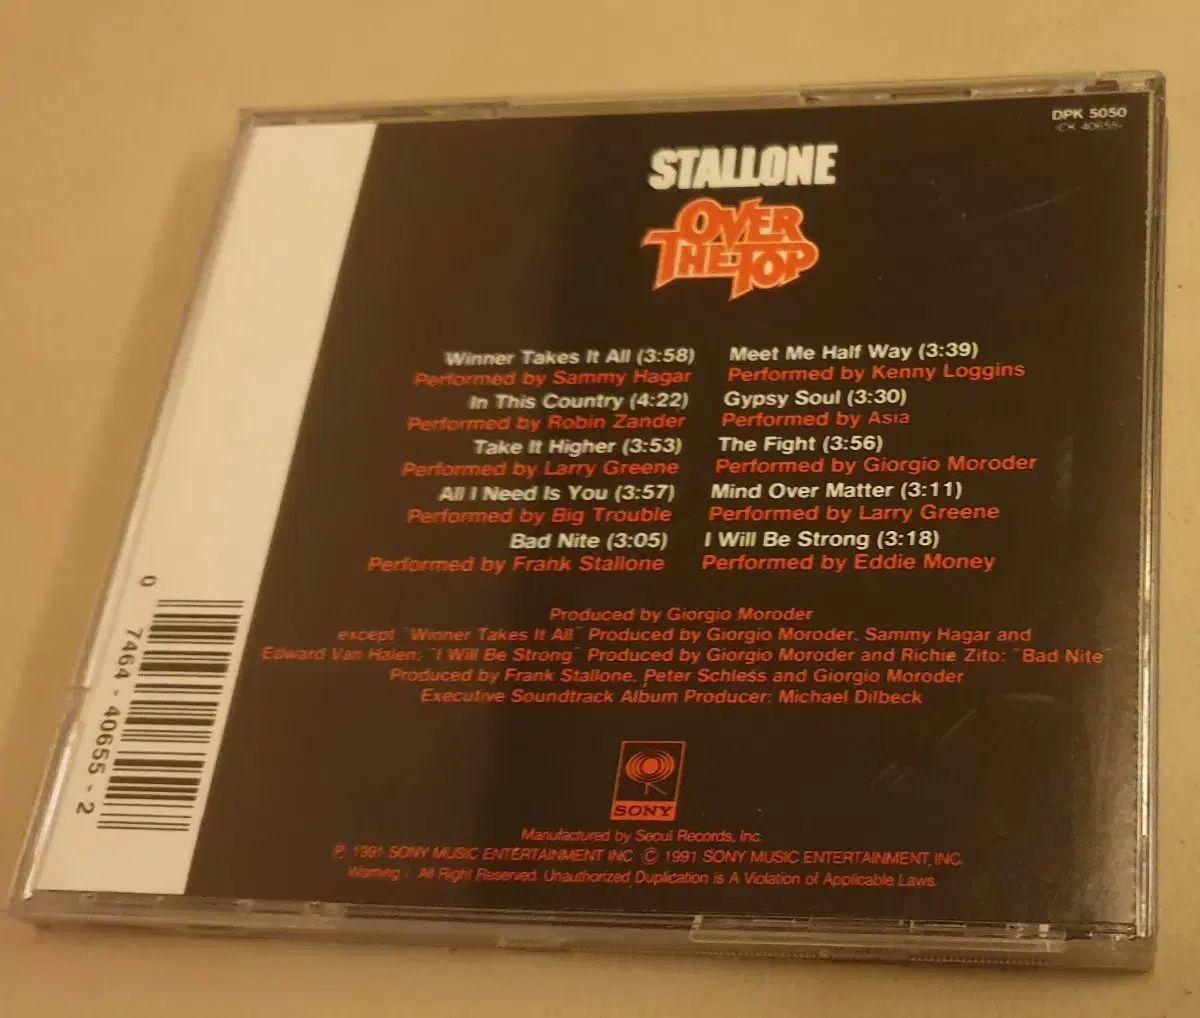 DPK 5050
(CK 40655)
STALLONE
OVER
THE TOP
Winner Takes It All (3:58)
Performed by Sammy Hagar
In This Country (4:22)
Performed by Robin Zander
Take It Higher (3:53)
Performed by Larry Greene
All I Need Is You (3:57)
Performed by Big Trouble
Bad Nite (3:05)
Performed by Frank Stallone
Meet Me Half Way (3:39)
Performed by Kenny Loggins
Gypsy Soul (3:30)
Performed by Asia
The Fight (3:56)
Performed by Giorgio Moroder
Mind Over Matter (3:11)
Performed by Larry Greene
I Will Be Strong (3:18)
Performed by Eddie Money
Produced by Giorgio Moroder
except "Winner Takes It All" Produced by Giorgio Moroder, Sammy Hagar and
Edward Van Halen; "I Will Be Strong" Produced by Giorgio Moroder and Richie Zito; "Bad Nite"
Produced by Frank Stallone, Peter Schless and Giorgio Moroder
Executive Soundtrack Album Producer: Michael Dilbeck
SONY
Manufactured by Seoul Records, Inc.
℗ 1991 SONY MUSIC ENTERTAINMENT INC. © 1991 SONY MUSIC ENTERTAINMENT, INC.
Warning : All Right Reserved. Unauthorized Duplication is A Violation of Applicable Laws.
0 7464-40655-2